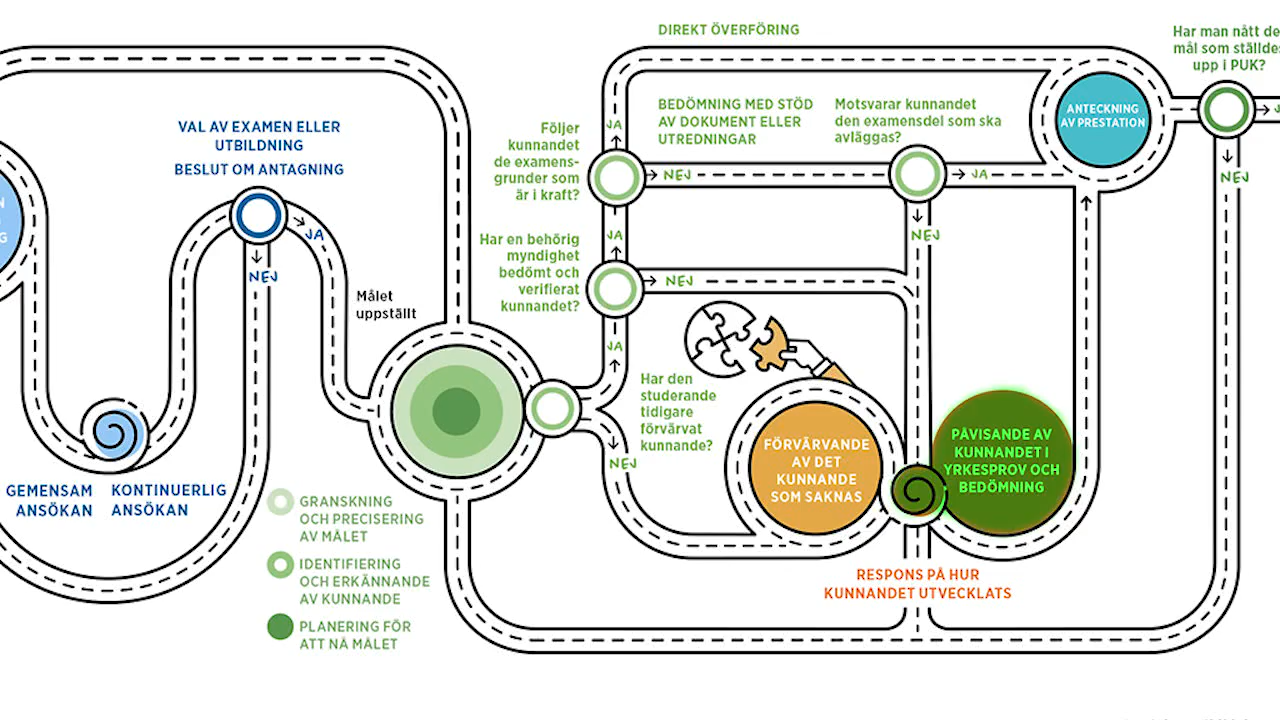 DIREKT ÖVERFÖRING
Har man nått de
mål som ställdes
upp i PUK?
BEDÖMNING MED STÖD
AV DOKUMENT ELLER
UTREDNINGAR
Motsvarar kunnandet
den examensdel som ska
avläggas?
ANTECKNING
AV PRESTATION
J
NEJ
VAL AV EXAMEN ELLER
UTBILDNING
BESLUT OM ANTAGNING
JA
NEJ
N
G
Följer
kunnandet
de examens-
grunder som
är i kraft?
JA
NEJ
JA
NEJ
Har en behörig
myndighet
bedömt och
verifierat
kunnandet?
JA
NEJ
Målet
uppställt
JA
Har den
studerande
tidigare
förvärvat
kunnande?
NEJ
FÖRVÄRVANDE
AV DET
KUNNANDE
SOM SAKNAS
PÅVISANDE AV
KUNNANDET I
YRKESPROV OCH
BEDÖMNING
GEMENSAM
ANSÖKAN
KONTINUERLIG
ANSÖKAN
GRANSKNING
OCH PRECISERING
AV MÅLET
IDENTIFIERING
OCH ERKÄNNANDE
AV KUNNANDE
PLANERING FÖR
ATT NÅ MÅLET
RESPONS PÅ HUR
KUNNANDET UTVECKLATS